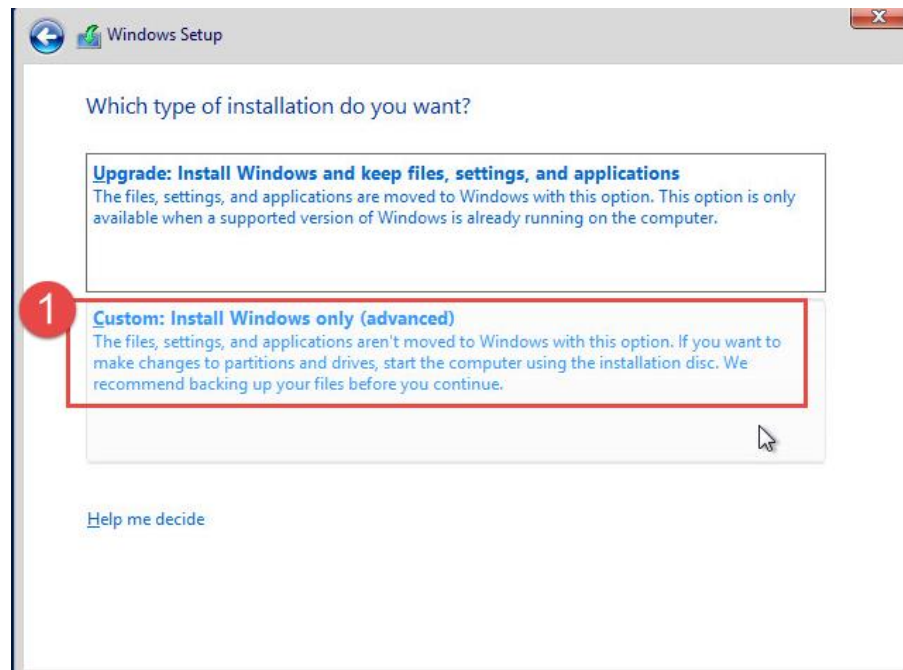 Windows Setup
Which type of installation do you want?
Upgrade: Install Windows and keep files, settings, and applications
The files, settings, and applications are moved to Windows with this option. This option is only
available when a supported version of Windows is already running on the computer.
1
Custom: Install Windows only (advanced)
The files, settings, and applications aren't moved to Windows with this option. If you want to
make changes to partitions and drives, start the computer using the installation disc. We
recommend backing up your files before you continue.
Help me decide